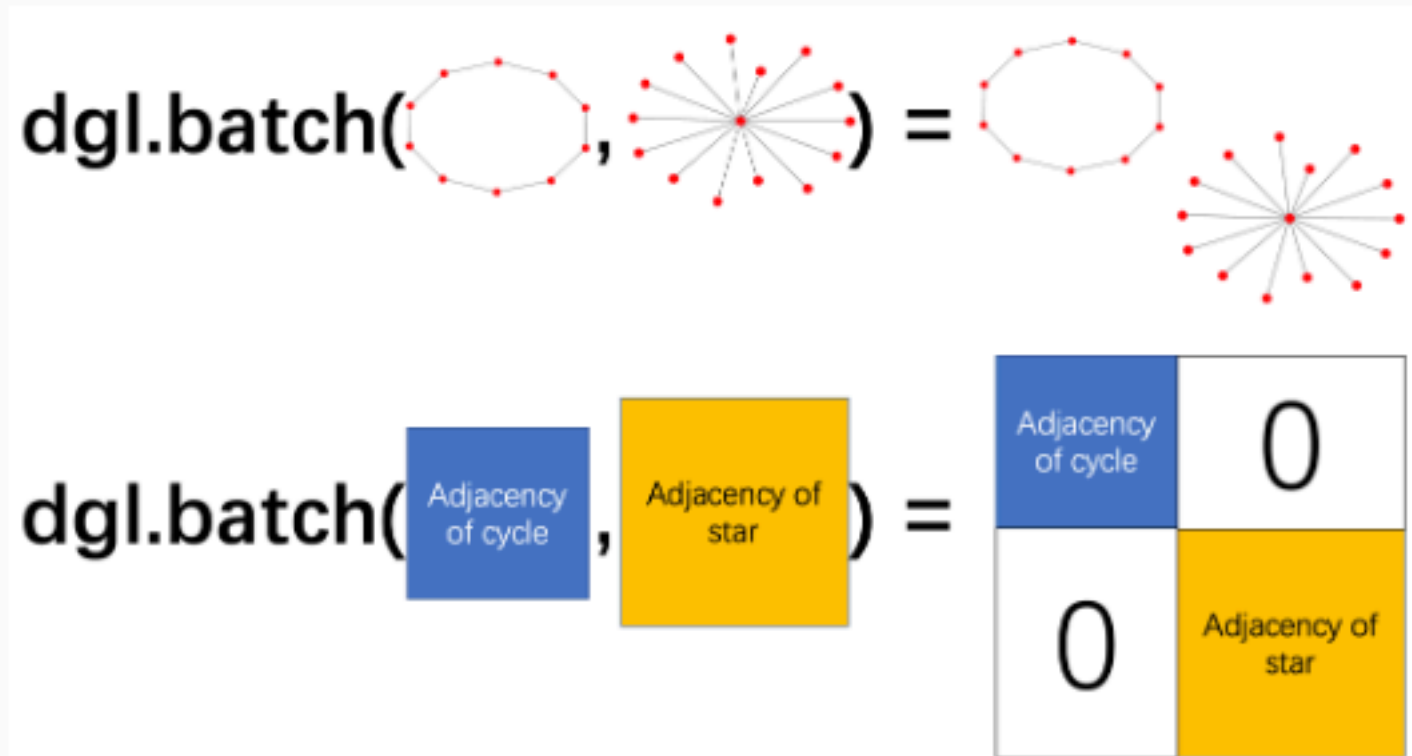 dgl.batch( , ) =
dgl.batch( Adjacency
of cycle , Adjacency of
star ) =
Adjacency
of cycle
0
0
Adjacency of
star